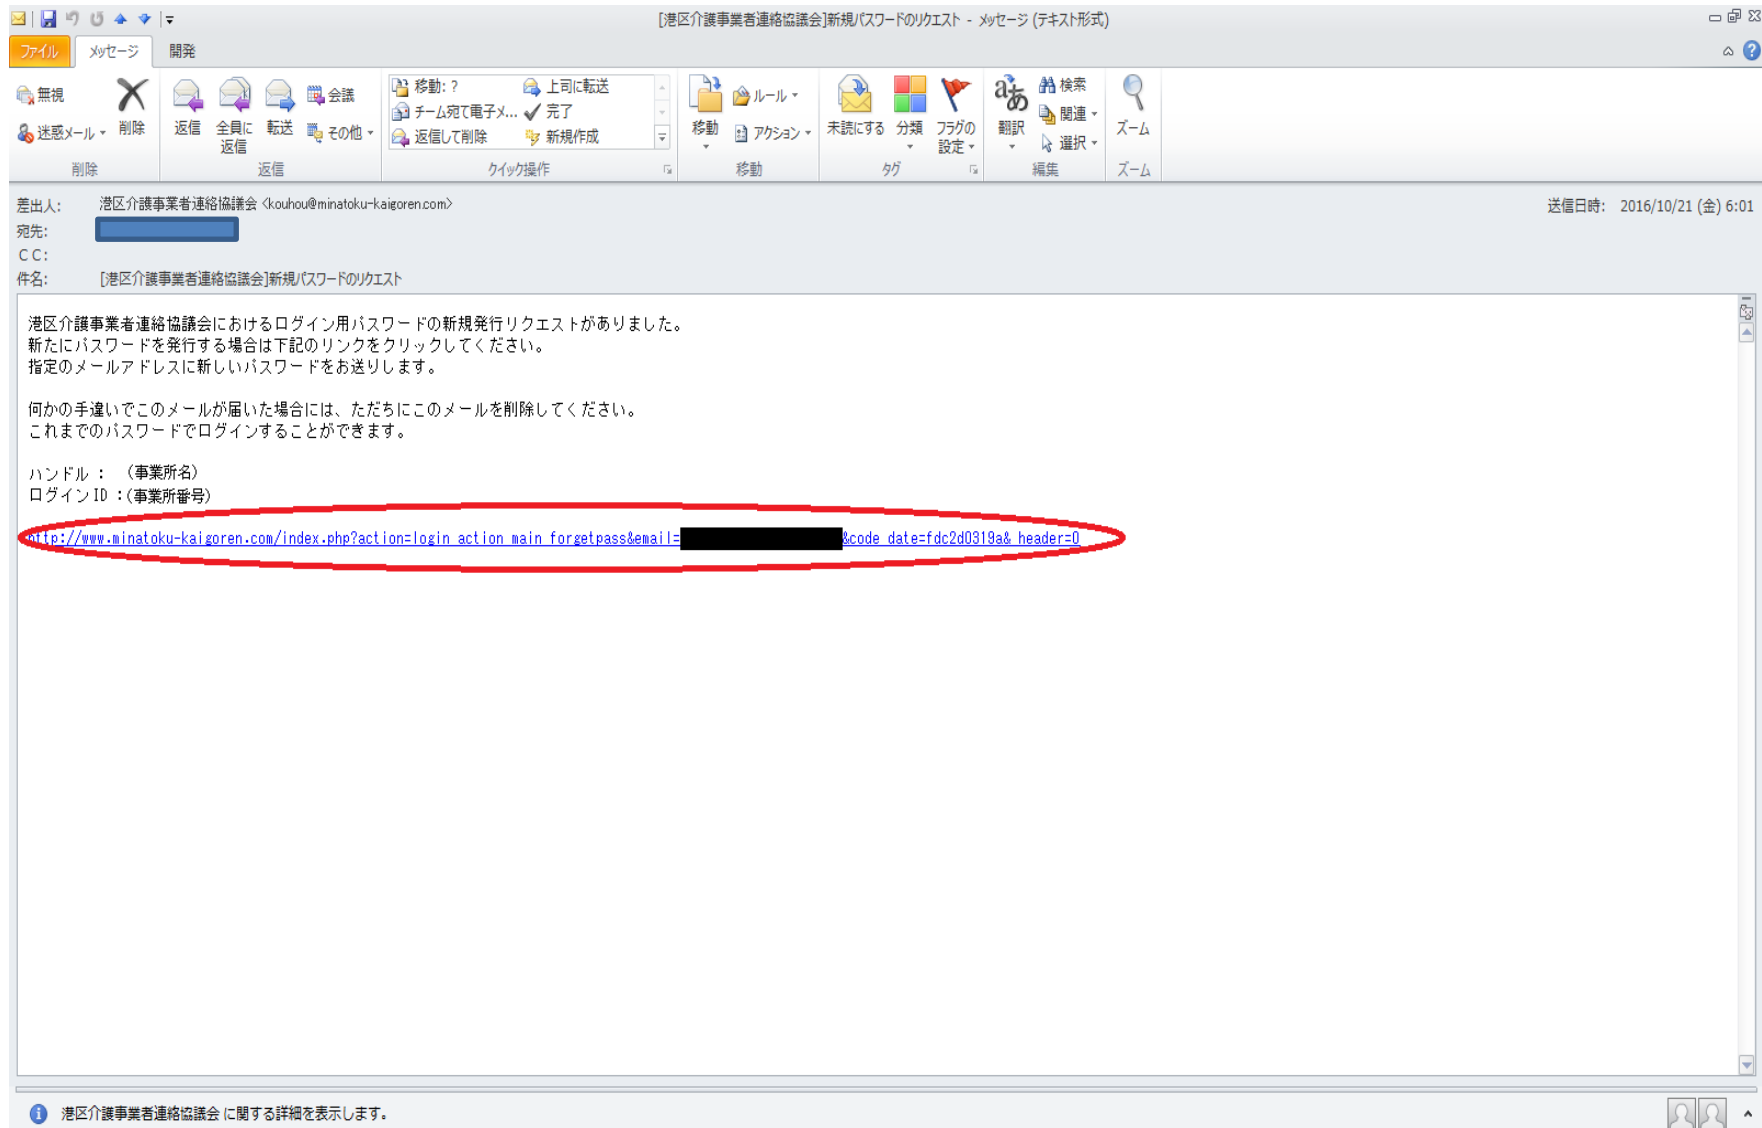 [港区介護事業者連絡協議会]新規パスワードのリクエスト - メッセージ (テキスト形式)
ファイル メッセージ 開発
無視
迷惑メール
削除
削除
返信
全員に返信
転送
会議
その他
返信
移動: ?
上司に転送
チーム宛て電子メ...
完了
返信して削除
新規作成
クイック操作
移動
ルール
アクション
移動
未読にする
分類
フラグの設定
タグ
翻訳
検索
関連
選択
編集
ズーム
ズーム
差出人: 港区介護事業者連絡協議会 <kouhou@minatoku-kaigoren.com>
送信日時: 2016/10/21 (金) 6:01
宛先:
CC:
件名: [港区介護事業者連絡協議会]新規パスワードのリクエスト
港区介護事業者連絡協議会におけるログイン用パスワードの新規発行リクエストがありました。
新たにパスワードを発行する場合は下記のリンクをクリックしてください。
指定のメールアドレスに新しいパスワードをお送りします。
何かの手違いでこのメールが届いた場合には、ただちにこのメールを削除してください。
これまでのパスワードでログインすることができます。
ハンドル : (事業所名)
ログインID :(事業所番号)
http://www.minatoku-kaigoren.com/index.php?action=login_action_main_forgetpass&email= &code_date=fdc2d0319a&_header=0
港区介護事業者連絡協議会 に関する詳細を表示します。